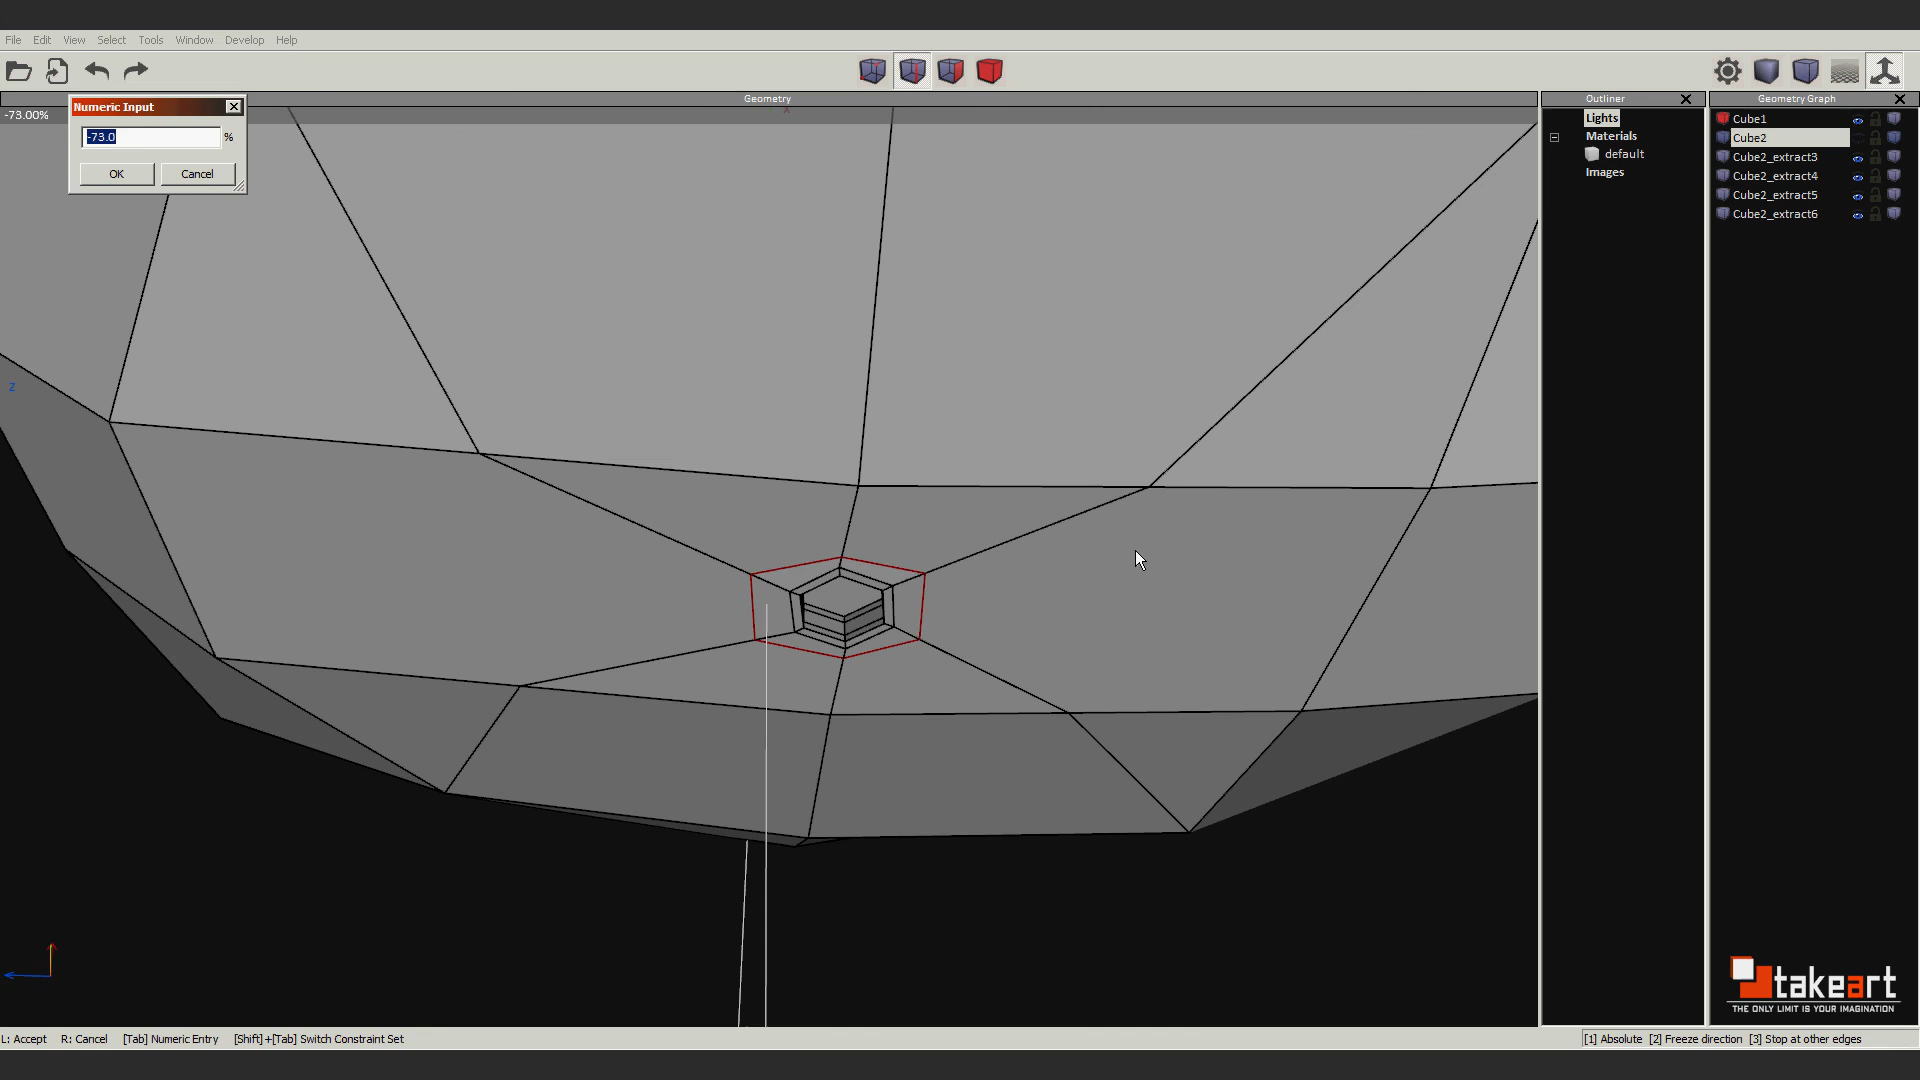 File Edit View Select Tools Window Develop Help
Geometry
Outliner
Geometry Graph
-73.00%
Numeric Input
-73.0 %
OK Cancel
Lights
Materials
default
Images
Cube1
Cube2
Cube2_extract3
Cube2_extract4
Cube2_extract5
Cube2_extract6
X
Z
takeart
THE ONLY LIMIT IS YOUR IMAGINATION
L: Accept R: Cancel [Tab] Numeric Entry [Shift]+[Tab] Switch Constraint Set
[1] Absolute [2] Freeze direction [3] Stop at other edges